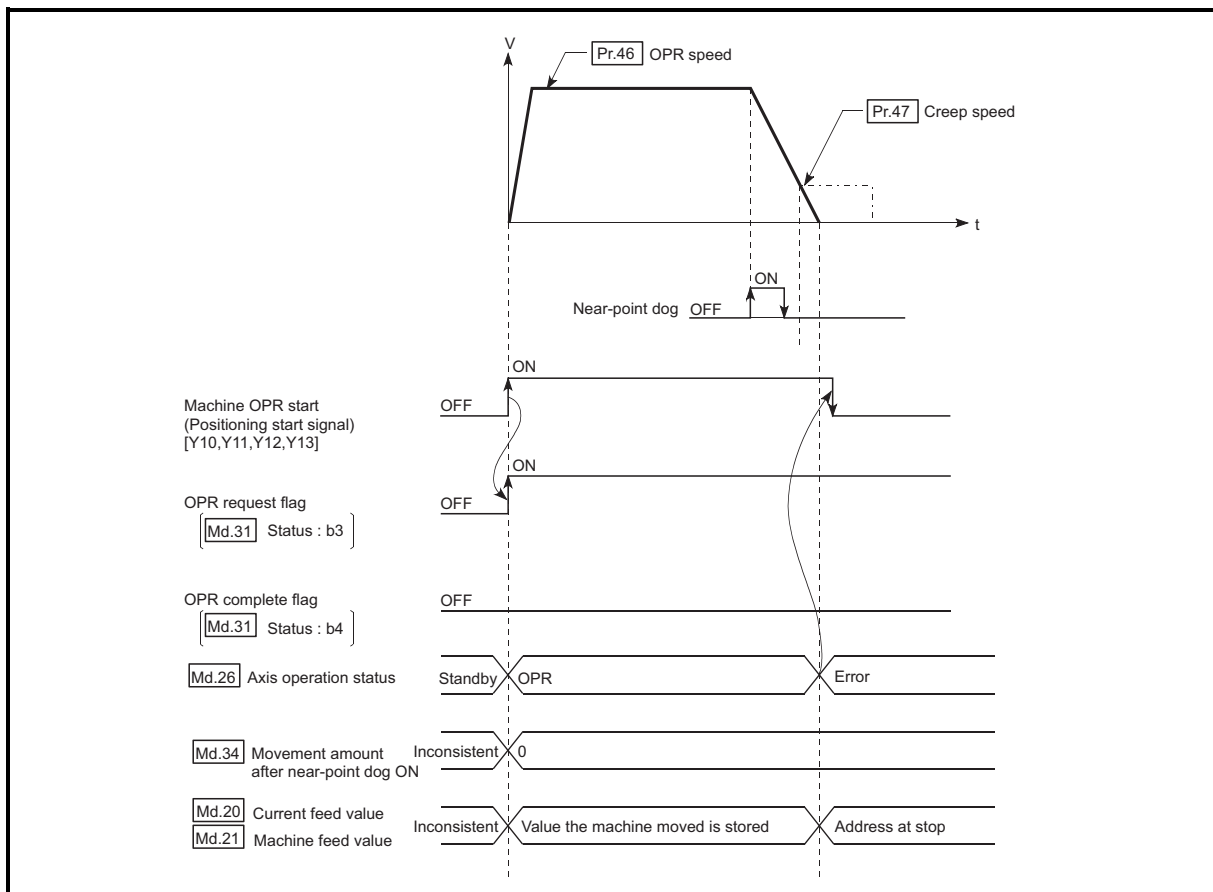 V
Pr.46 OPR speed
Pr.47 Creep speed
t
ON
Near-point dog OFF
ON
Machine OPR start
(Positioning start signal)
[Y10,Y11,Y12,Y13]
OFF
ON
OPR request flag
OFF
Md.31 Status : b3
OPR complete flag
OFF
Md.31 Status : b4
Md.26 Axis operation status Standby OPR Error
Md.34 Movement amount
after near-point dog ON
Inconsistent 0
Md.20 Current feed value
Md.21 Machine feed value
Inconsistent Value the machine moved is stored Address at stop